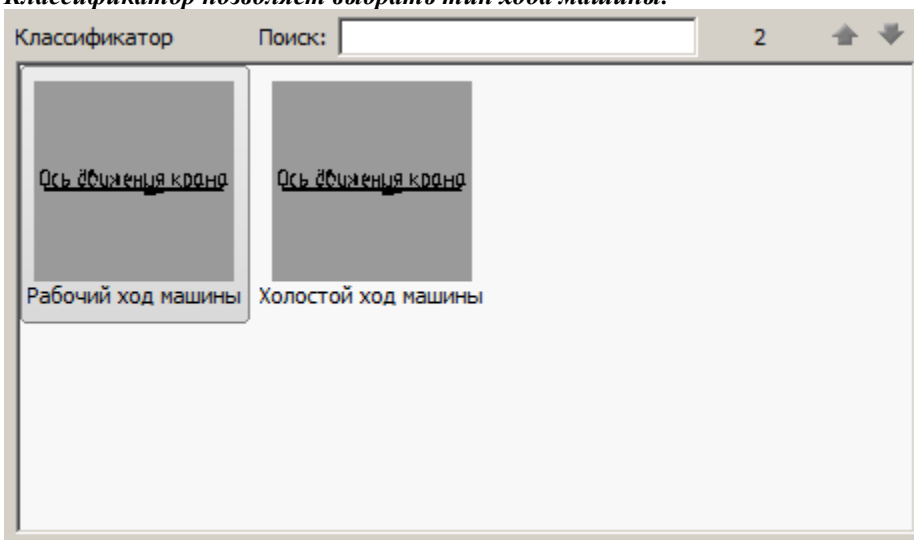 Классификатор позволяет выбрать тип хода машины.
Классификатор Поиск: 2
Ось движения крана Ось движения крана
Рабочий ход машины Холостой ход машины